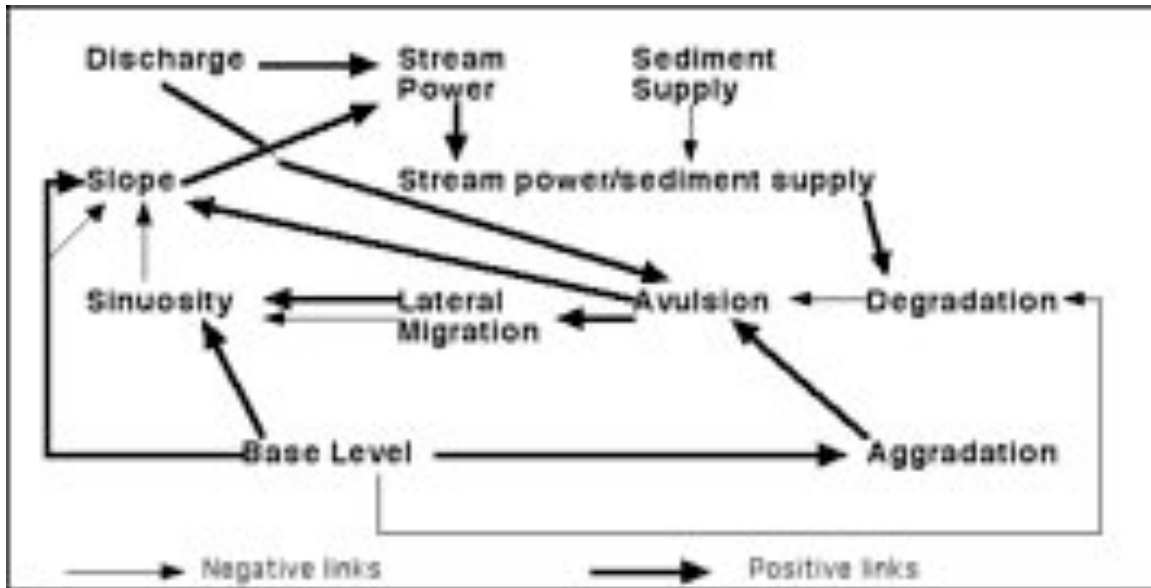 Discharge
Stream
Power
Sediment
Supply
Slope
Stream power/sediment supply
Sinuosity
Lateral
Migration
Avulsion
Degradation
Base Level
Aggradation
Negative links
Positive links